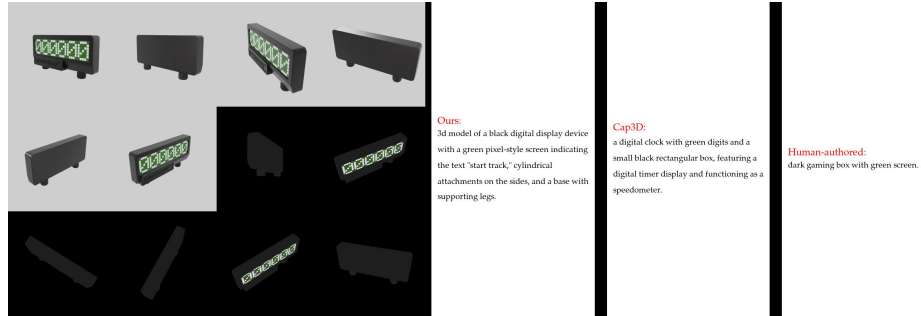 000000
000000
Ours:
3d model of a black digital display device
with a green pixel-style screen indicating
the text "start track," cylindrical
attachments on the sides, and a base with
supporting legs.
Cap3D:
a digital clock with green digits and a
small black rectangular box, featuring a
digital timer display and functioning as a
speedometer.
Human-authored:
dark gaming box with green screen.